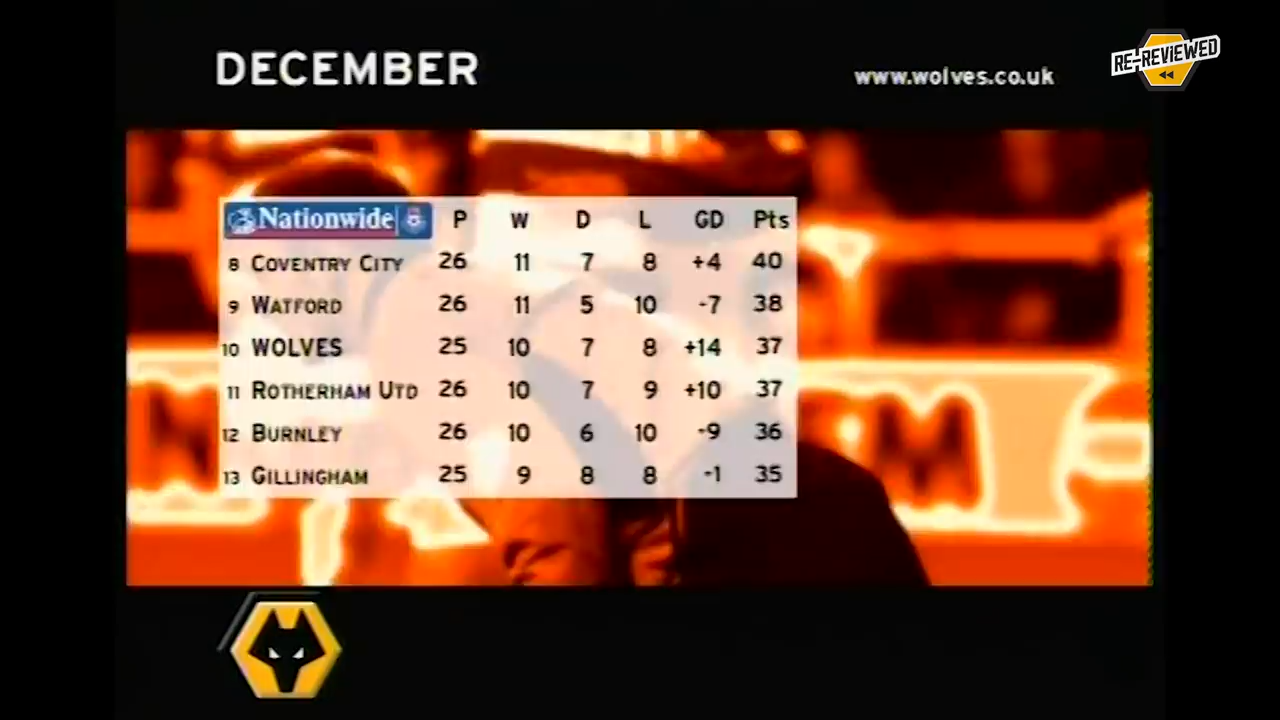 DECEMBER
www.wolves.co.uk
RE-REVIEWED
Nationwide P W D L GD Pts
8 COVENTRY CITY 26 11 7 8 +4 40
9 WATFORD 26 11 5 10 -7 38
10 WOLVES 25 10 7 8 +14 37
11 ROTHERHAM UTD 26 10 7 9 +10 37
12 BURNLEY 26 10 6 10 -9 36
13 GILLINGHAM 25 9 8 8 -1 35